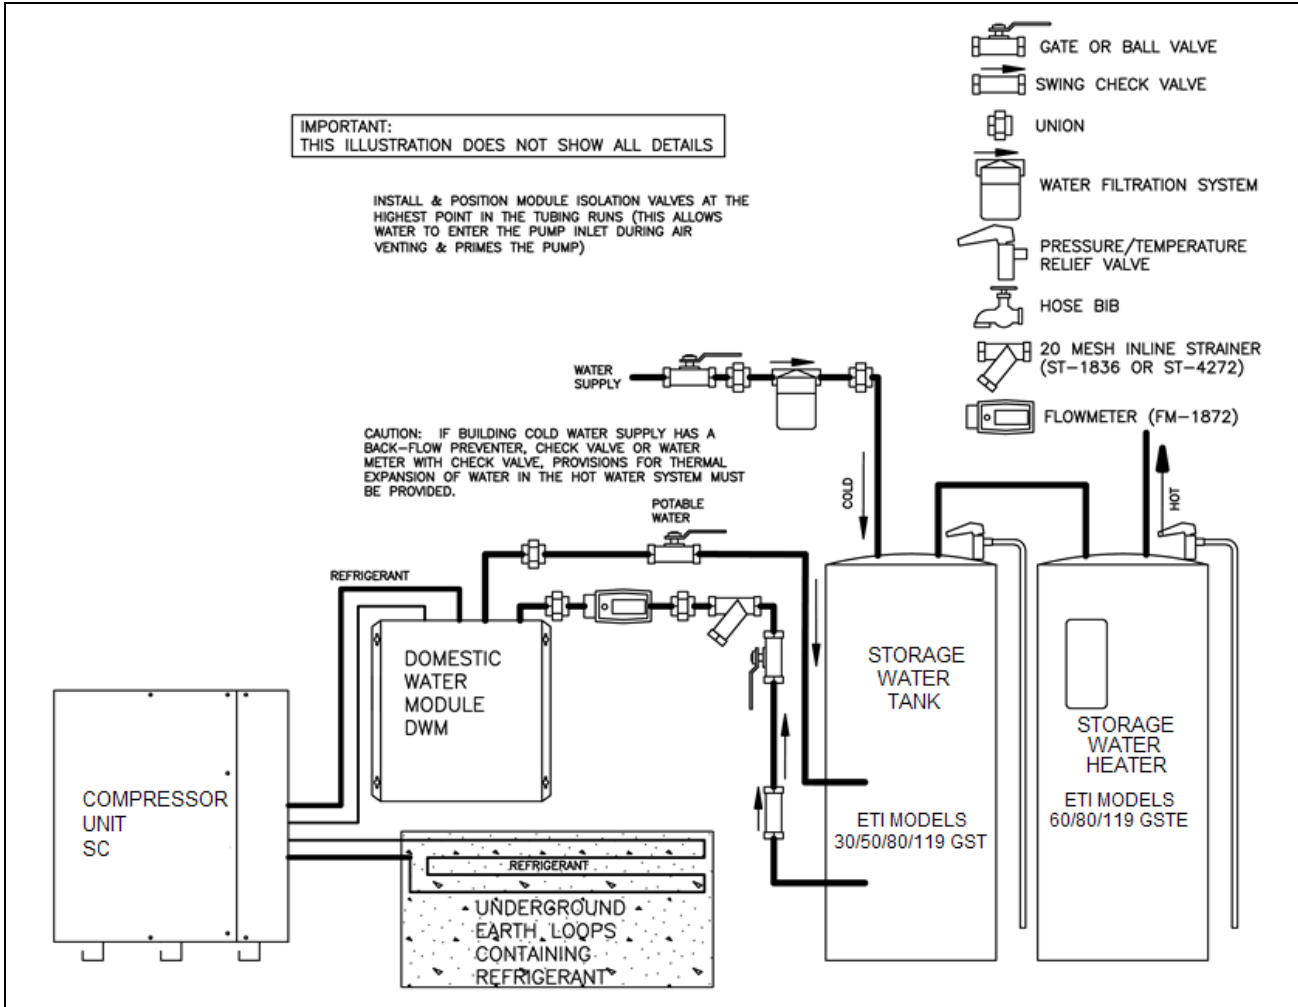 GATE OR BALL VALVE
SWING CHECK VALVE
UNION
WATER FILTRATION SYSTEM
PRESSURE/TEMPERATURE
RELIEF VALVE
HOSE BIB
20 MESH INLINE STRAINER
(ST-1836 OR ST-4272)
FLOWMETER (FM-1872)
IMPORTANT:
THIS ILLUSTRATION DOES NOT SHOW ALL DETAILS
INSTALL & POSITION MODULE ISOLATION VALVES AT THE
HIGHEST POINT IN THE TUBING RUNS (THIS ALLOWS
WATER TO ENTER THE PUMP INLET DURING AIR
VENTING & PRIMES THE PUMP)
WATER
SUPPLY
CAUTION: IF BUILDING COLD WATER SUPPLY HAS A
BACK-FLOW PREVENTER, CHECK VALVE OR WATER
METER WITH CHECK VALVE, PROVISIONS FOR THERMAL
EXPANSION OF WATER IN THE HOT WATER SYSTEM MUST
BE PROVIDED.
COLD
HOT
POTABLE
WATER
REFRIGERANT
DOMESTIC
WATER
MODULE
DWM
STORAGE
WATER
TANK
ETI MODELS
30/50/80/119 GST
STORAGE
WATER
HEATER
ETI MODELS
60/80/119 GSTE
COMPRESSOR
UNIT
SC
REFRIGERANT
UNDERGROUND
EARTH LOOPS
CONTAINING
REFRIGERANT